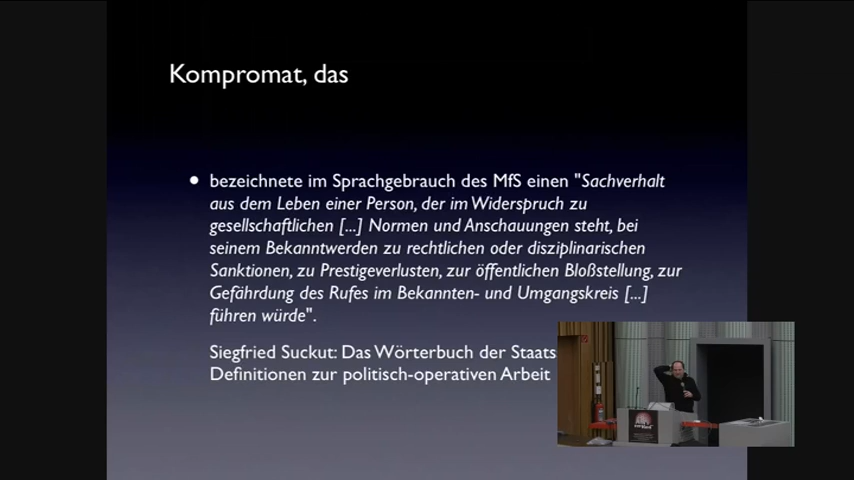 Kompromat, das
• bezeichnete im Sprachgebrauch des MfS einen "Sachverhalt
aus dem Leben einer Person, der im Widerspruch zu
gesellschaftlichen [...] Normen und Anschauungen steht, bei
seinem Bekanntwerden zu rechtlichen oder disziplinarischen
Sanktionen, zu Prestigeverlusten, zur öffentlichen Bloßstellung, zur
Gefährdung des Rufes im Bekannten- und Umgangskreis [...]
führen würde".
Siegfried Suckut: Das Wörterbuch der Staats
Definitionen zur politisch-operativen Arbeit